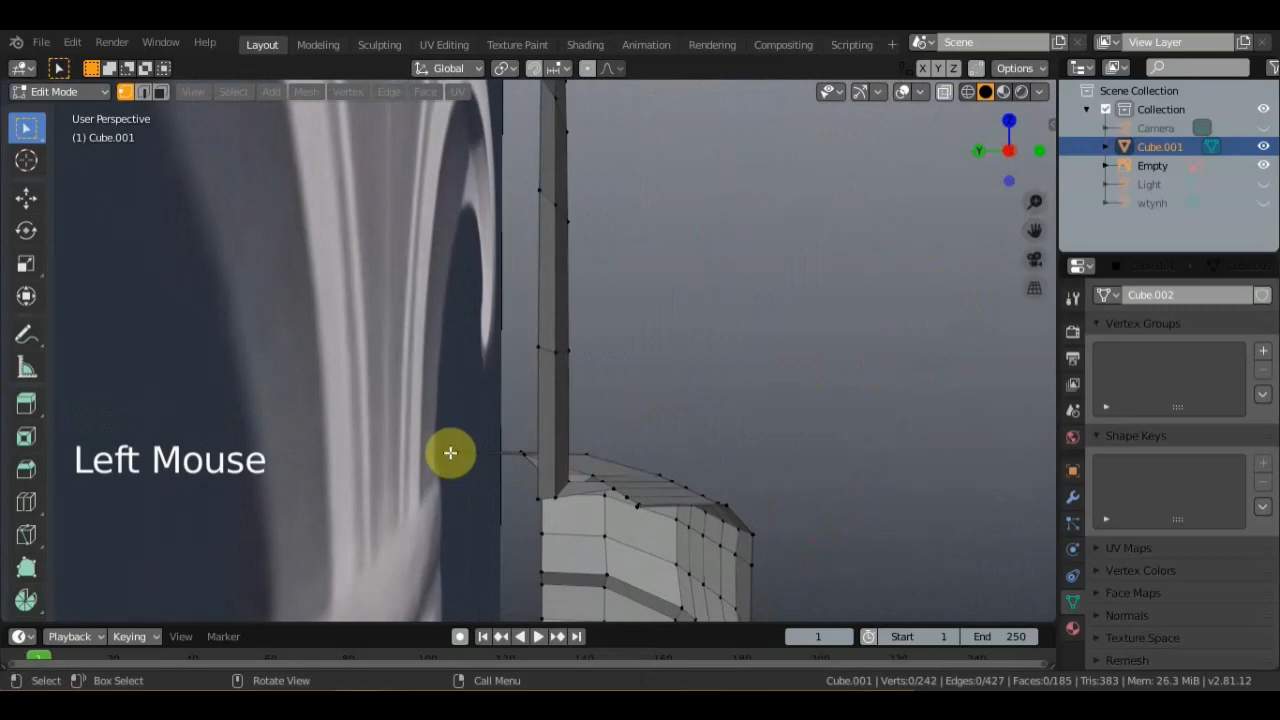 File Edit Render Window Help Layout Modeling Sculpting UV Editing Texture Paint Shading Animation Rendering Compositing Scripting + Scene View Layer
Global X Y Z Options
Edit Mode View Select Add Mesh Vertex Edge Face UV
User Perspective
(1) Cube.001
Z
Y
Left Mouse
Scene Collection
Collection
Camera
Cube.001
Empty
Light
wtynh
Cube.002
Vertex Groups
Shape Keys
UV Maps
Vertex Colors
Face Maps
Normals
Texture Space
Remesh
Playback Keying View Marker 1 Start 1 End 250
1
Select Box Select Rotate View Call Menu Cube.001 | Verts:0/242 | Edges:0/427 | Faces:0/185 | Tris:383 | Mem: 26.3 MiB | v2.81.12